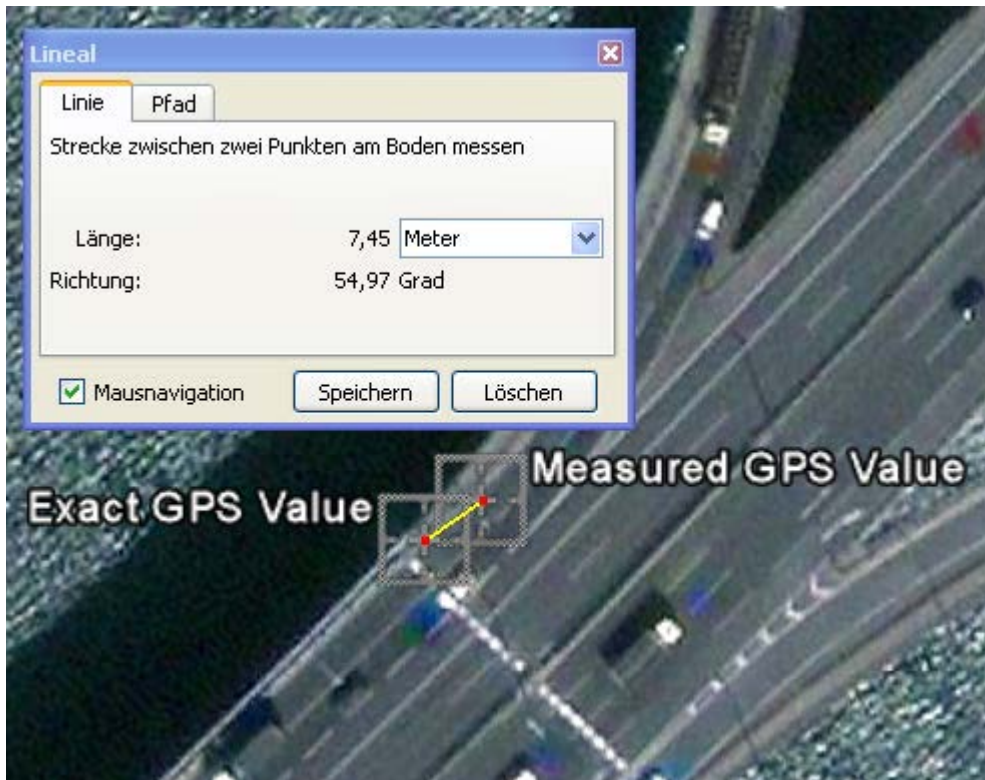 Lineal
Linie Pfad
Strecke zwischen zwei Punkten am Boden messen
Länge: 7,45 Meter
Richtung: 54,97 Grad
Mausnavigation Speichern Löschen
Measured GPS Value
Exact GPS Value